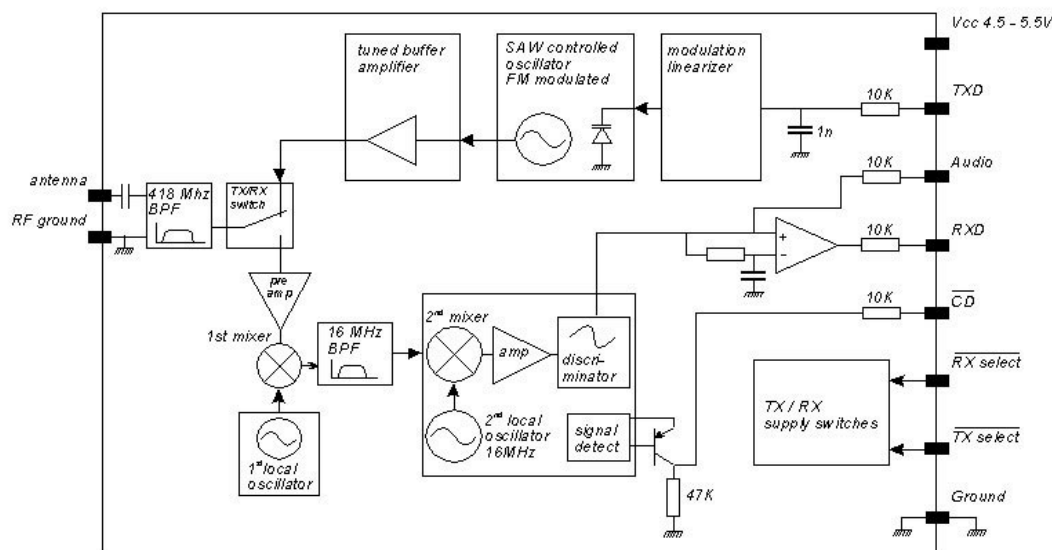 Vcc 4.5 - 5.5V
tuned buffer
amplifier
SAW controlled
oscillator
FM modulated
modulation
linearizer
10K
TXD
1n
10K
Audio
antenna
RF ground
418 Mhz
BPF
TX/RX
switch
+
-
10K
RXD
pre
amp
1st mixer
16 MHz
BPF
2nd mixer
amp
discri-
minator
10K
CD
RX select
TX / RX
supply switches
TX select
2nd local
oscillator
16MHz
signal
detect
1st local
oscillator
47K
Ground